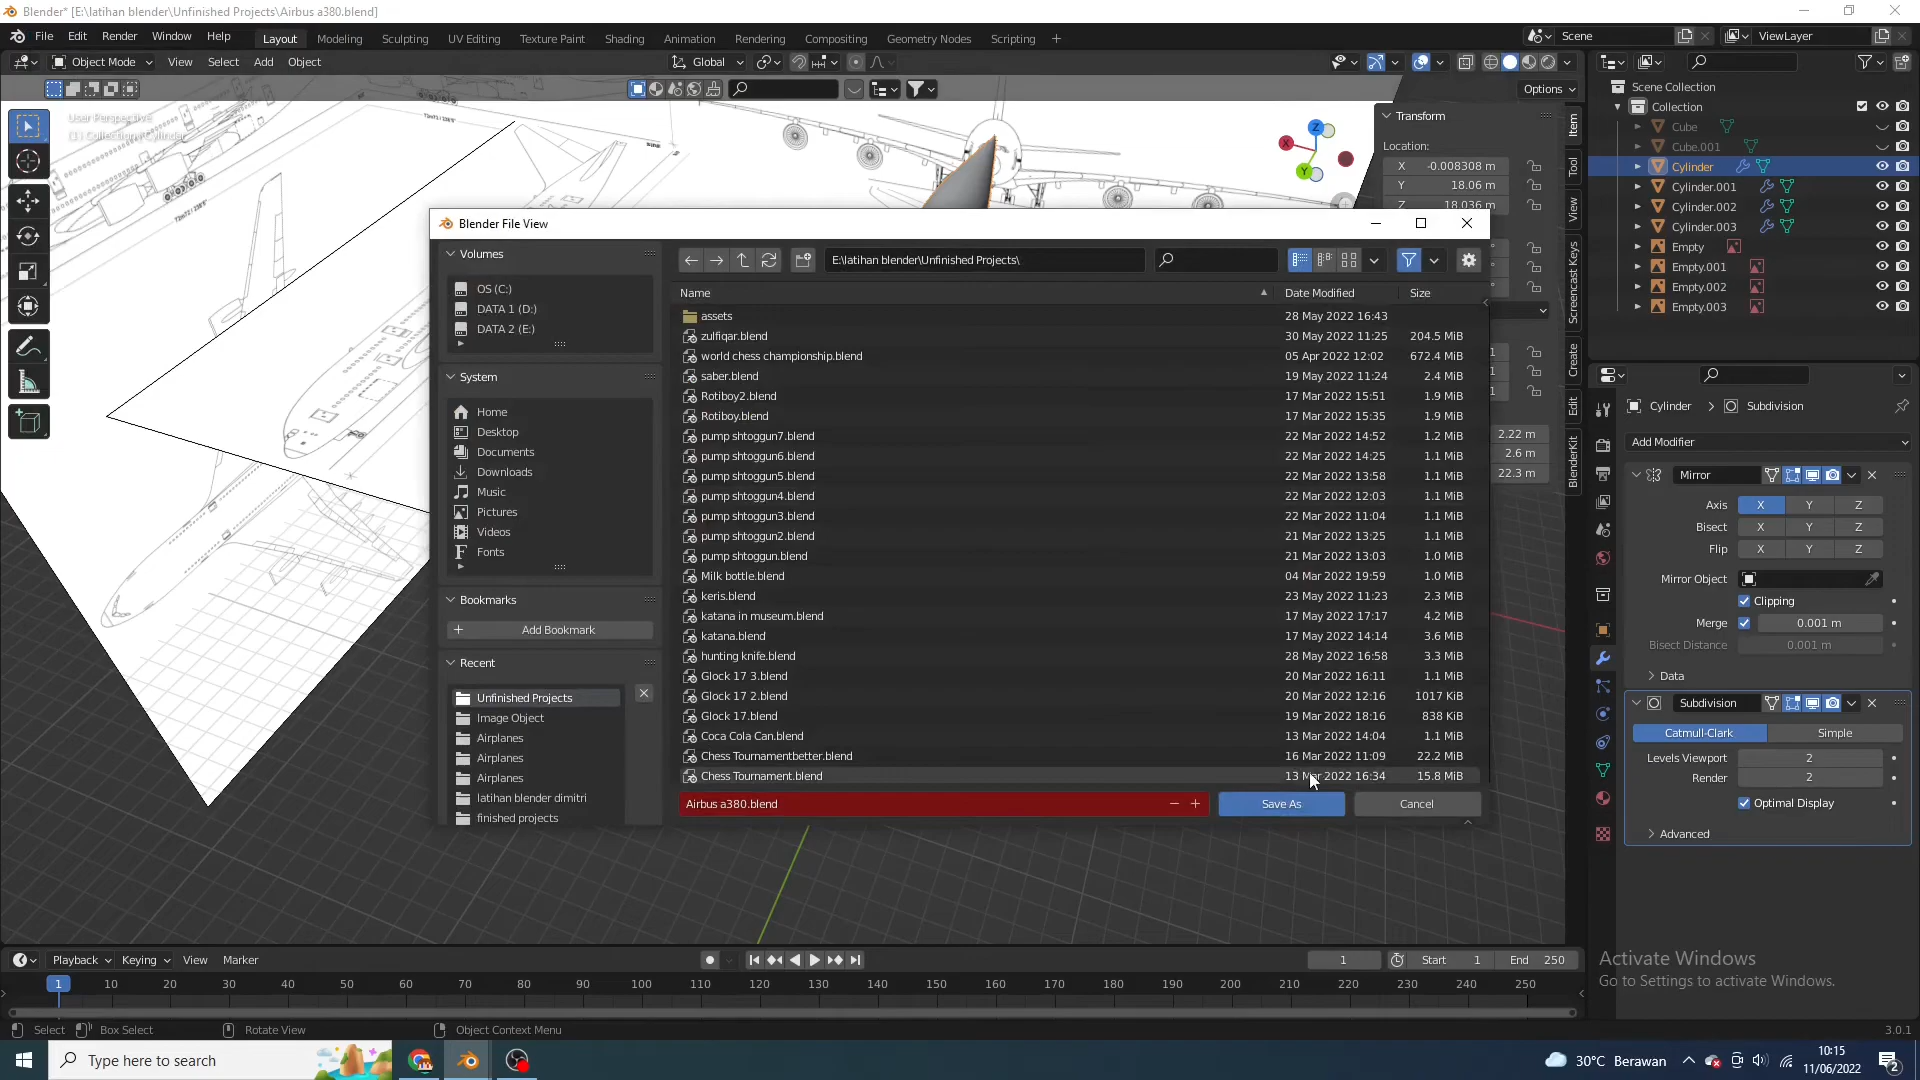 Blender* [E:\latihan blender\Unfinished Projects\Airbus a380.blend]
File Edit Render Window Help
Layout Modeling Sculpting UV Editing Texture Paint Shading Animation Rendering Compositing Geometry Nodes Scripting +
Scene
ViewLayer
Object Mode View Select Add Object
Global
Options
User Perspective
(1) Collection | Cylinder
Transform
Location:
X -0.008308 m
Y 18.06 m
Z 18.036 m
2.22 m
2.6 m
22.3 m
Item
Tool
View
Screencast Keys
Create
Edit
BlenderKit
Scene Collection
Collection
Cube
Cube.001
Cylinder
Cylinder.001
Cylinder.002
Cylinder.003
Empty
Empty.001
Empty.002
Empty.003
Blender File View
Volumes
OS (C:)
DATA 1 (D:)
DATA 2 (E:)
System
Home
Desktop
Documents
Downloads
Music
Pictures
Videos
Fonts
Bookmarks
+ Add Bookmark
Recent
Unfinished Projects
Image Object
Airplanes
Airplanes
Airplanes
latihan blender dimitri
finished projects
E:\latihan blender\Unfinished Projects\
Name Date Modified Size
assets 28 May 2022 16:43
zulfiqar.blend 30 May 2022 11:25 204.5 MiB
world chess championship.blend 05 Apr 2022 12:02 672.4 MiB
saber.blend 19 May 2022 11:24 2.4 MiB
Rotiboy2.blend 17 Mar 2022 15:51 1.9 MiB
Rotiboy.blend 17 Mar 2022 15:35 1.9 MiB
pump shtoggun7.blend 22 Mar 2022 14:52 1.2 MiB
pump shtoggun6.blend 22 Mar 2022 14:25 1.1 MiB
pump shtoggun5.blend 22 Mar 2022 13:58 1.1 MiB
pump shtoggun4.blend 22 Mar 2022 12:03 1.1 MiB
pump shtoggun3.blend 22 Mar 2022 11:04 1.1 MiB
pump shtoggun2.blend 21 Mar 2022 13:25 1.1 MiB
pump shtoggun.blend 21 Mar 2022 13:03 1.0 MiB
Milk bottle.blend 04 Mar 2022 19:59 1.0 MiB
keris.blend 23 May 2022 11:23 2.3 MiB
katana in museum.blend 17 May 2022 17:17 4.2 MiB
katana.blend 17 May 2022 14:14 3.6 MiB
hunting knife.blend 28 May 2022 16:58 3.3 MiB
Glock 17 3.blend 20 Mar 2022 16:11 1.1 MiB
Glock 17 2.blend 20 Mar 2022 12:16 1017 KiB
Glock 17.blend 19 Mar 2022 18:16 838 KiB
Coca Cola Can.blend 13 Mar 2022 14:04 1.1 MiB
Chess Tournamentbetter.blend 16 Mar 2022 11:09 22.2 MiB
Chess Tournament.blend 13 Mar 2022 16:34 15.8 MiB
Airbus a380.blend
Save As
Cancel
Cylinder > Subdivision
Add Modifier
Mirror
Axis X Y Z
Bisect X Y Z
Flip X Y Z
Mirror Object
Clipping
Merge 0.001 m
Bisect Distance 0.001 m
Data
Subdivision
Catmull-Clark Simple
Levels Viewport 2
Render 2
Optimal Display
Advanced
Activate Windows
Go to Settings to activate Windows.
Playback Keying View Marker
1
Start 1
End 250
1 10 20 30 40 50 60 70 80 90 100 110 120 130 140 150 160 170 180 190 200 210 220 230 240 250
Select Box Select Rotate View Object Context Menu
3.0.1
Type here to search
30°C Berawan
10:15
11/06/2022
2